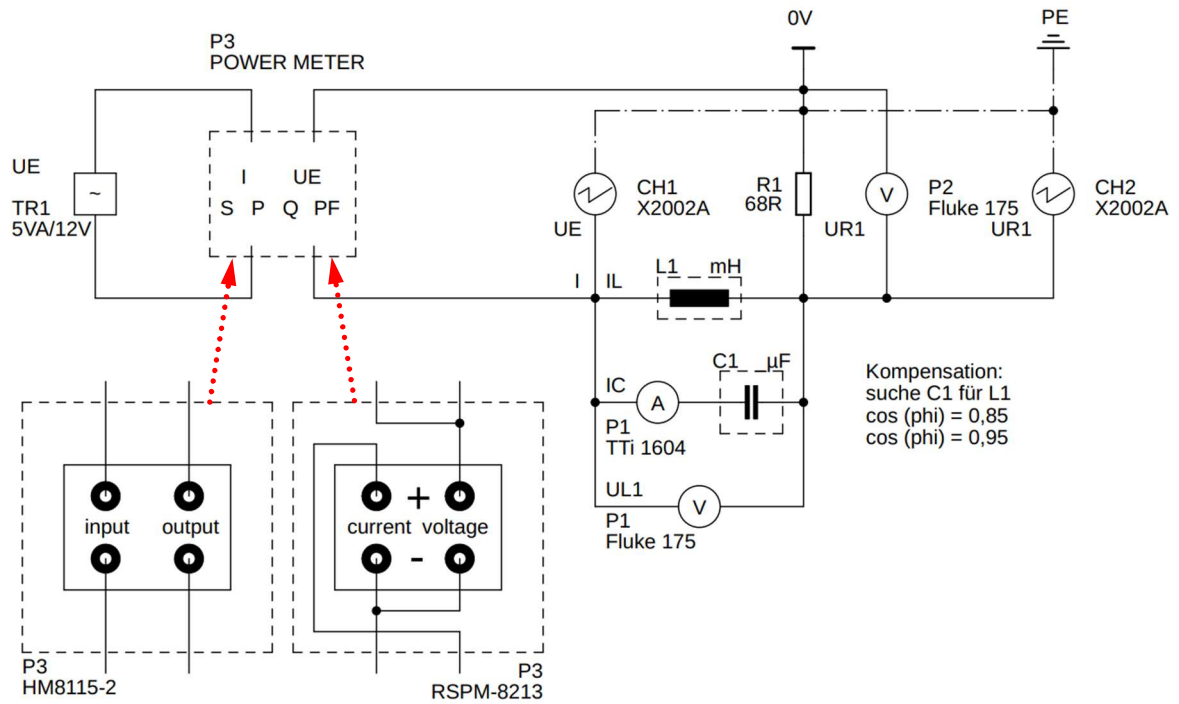 0V
PE
P3
POWER METER
UE
TR1
5VA/12V
~
I
UE
S P Q PF
CH1
X2002A
UE
R1
68R
V
P2
Fluke 175
UR1
CH2
X2002A
UR1
I
IL
L1 mH
C1 µF
IC
A
P1
TTi 1604
Kompensation:
suche C1 für L1
cos (phi) = 0,85
cos (phi) = 0,95
UL1
V
P1
Fluke 175
input output
+
current voltage
-
P3
HM8115-2
P3
RSPM-8213